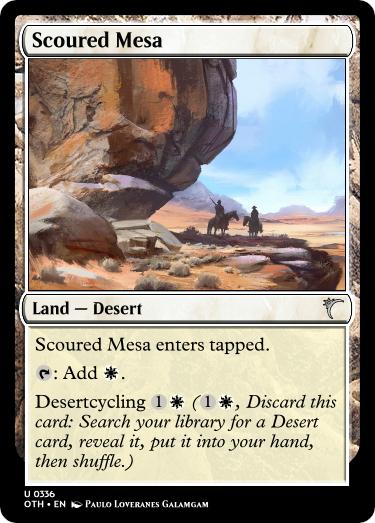 Scoured Mesa
Land — Desert
Scoured Mesa enters tapped.
: Add .
Desertcycling 1 (1, Discard this
card: Search your library for a Desert
card, reveal it, put it into your hand,
then shuffle.)
U 0336
OTH • EN Paulo Loveranes Galamgam